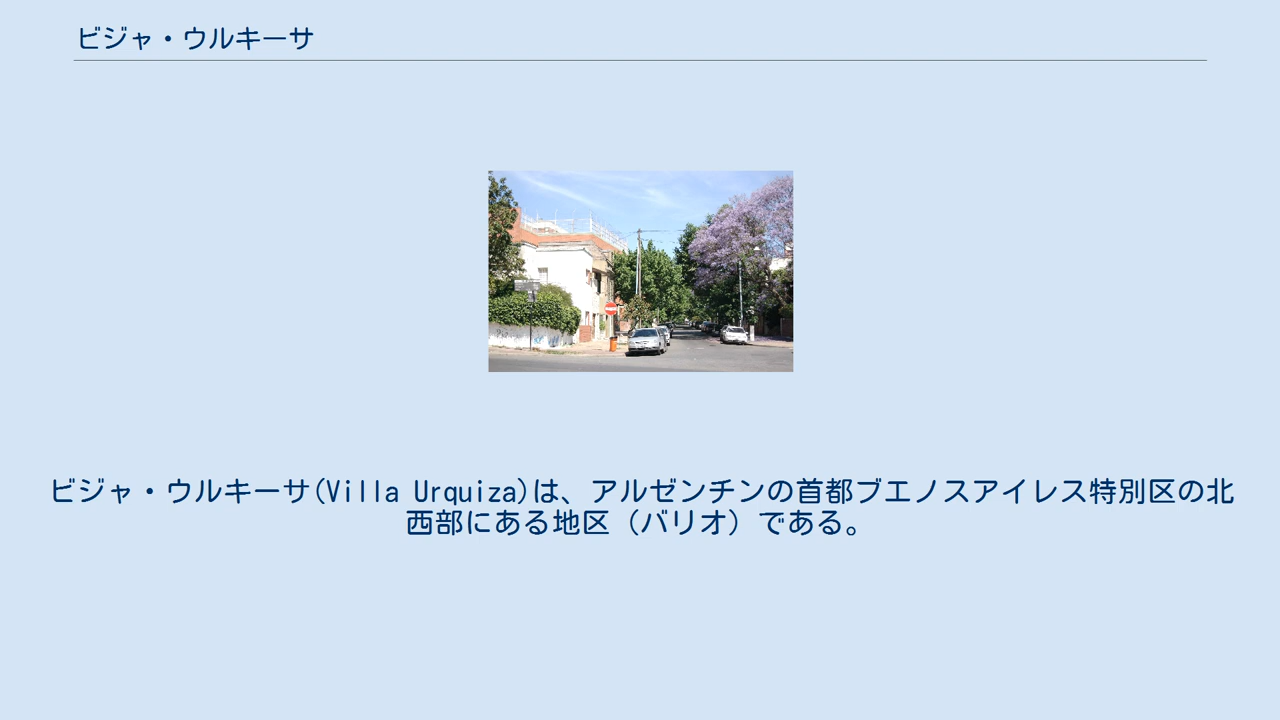 ビジャ・ウルキーサ
ビジャ・ウルキーサ(Villa Urquiza)は、アルゼンチンの首都ブエノスアイレス特別区の北
西部にある地区（バリオ）である。